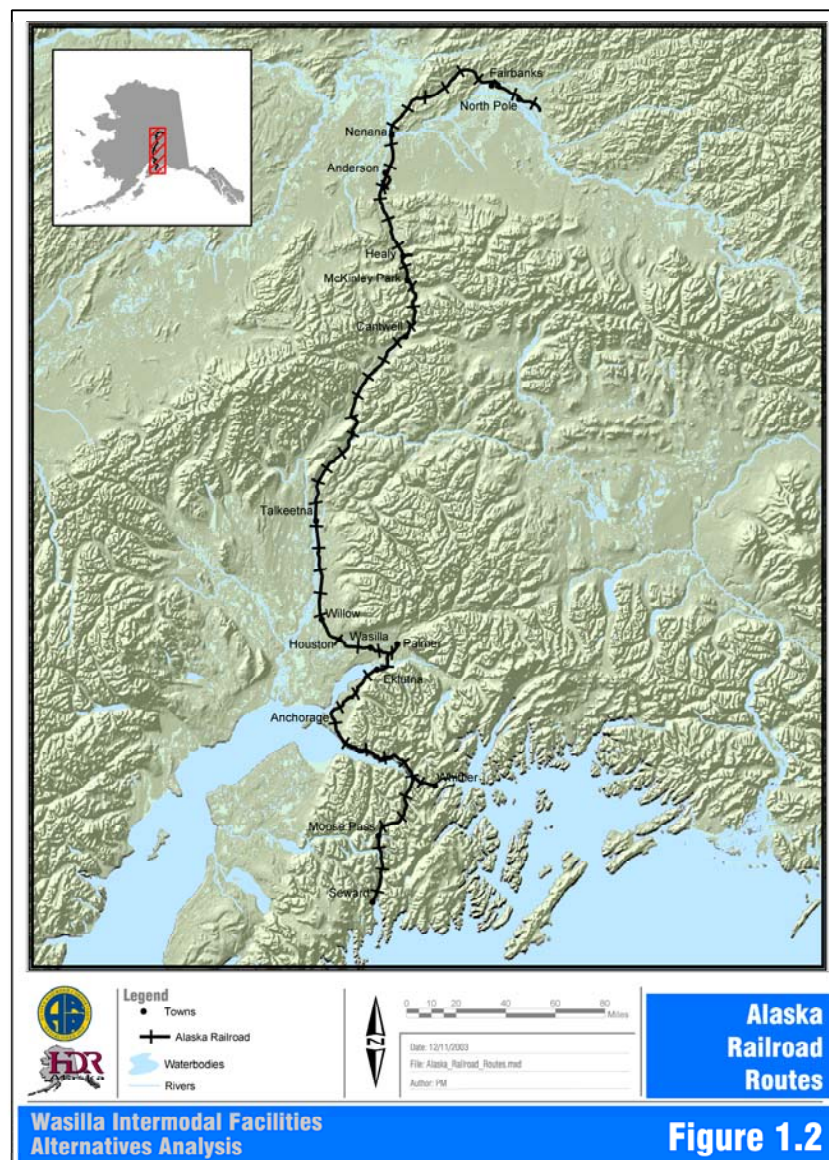 Fairbanks
North Pole
Nenana
Anderson
Healy
McKinley Park
Cantwell
Talkeetna
Willow
Houston
Wasilla
Palmer
Eklutna
Anchorage
Whittier
Moose Pass
Seward
HDR
Alaska
Legend
Towns
Alaska Railroad
Waterbodies
Rivers
N
0 10 20 40 60 80
Miles
Date: 12/11/2003
File: Alaska_Railroad_Routes.mxd
Author: PM
Alaska
Railroad
Routes
Wasilla Intermodal Facilities
Alternatives Analysis
Figure 1.2